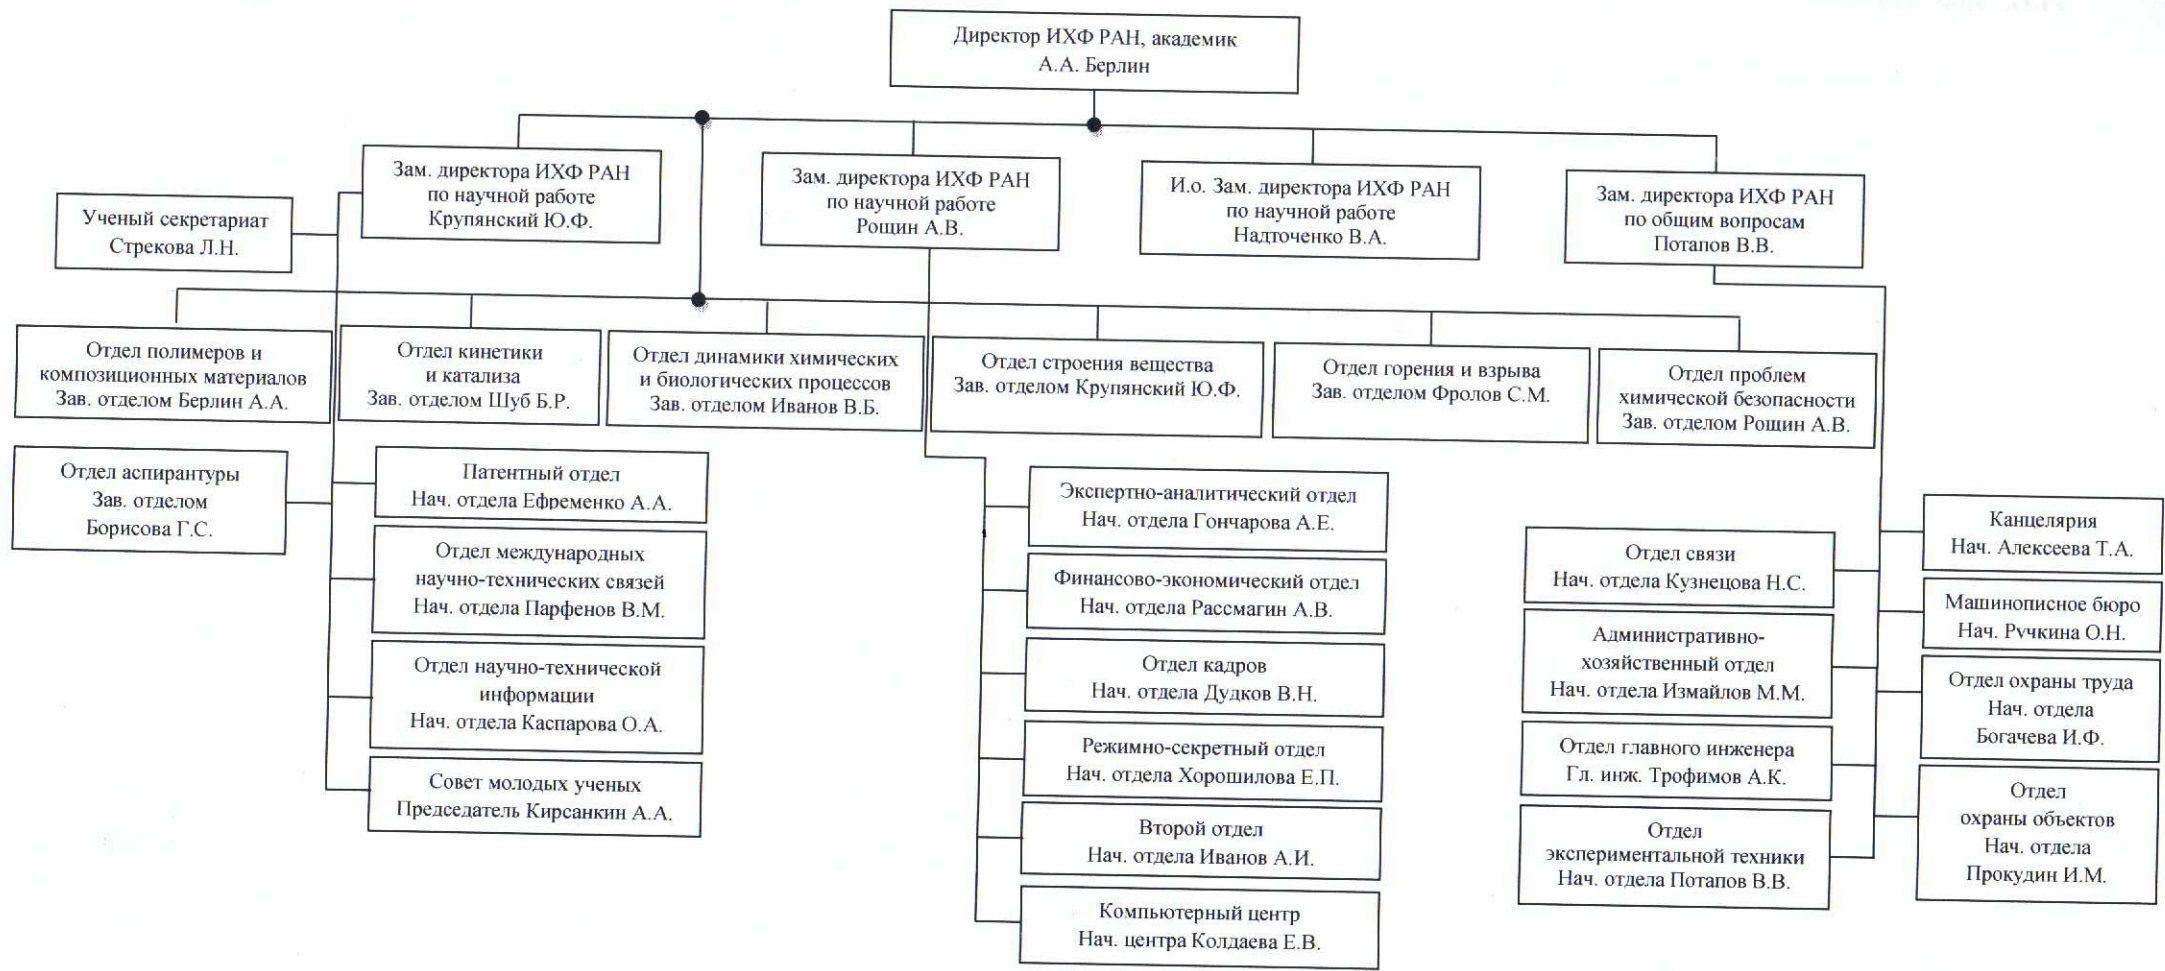 Директор ИХФ РАН, академик
А.А. Берлин
Зам. директора ИХФ РАН
по научной работе
Крупянский Ю.Ф.
Зам. директора ИХФ РАН
по научной работе
Рощин А.В.
И.о. Зам. директора ИХФ РАН
по научной работе
Надточенко В.А.
Зам. директора ИХФ РАН
по общим вопросам
Потапов В.В.
Ученый секретариат
Стрекова Л.Н.
Отдел полимеров и
композиционных материалов
Зав. отделом Берлин А.А.
Отдел кинетики
и катализа
Зав. отделом Шуб Б.Р.
Отдел динамики химических
и биологических процессов
Зав. отделом Иванов В.Б.
Отдел строения вещества
Зав. отделом Крупянский Ю.Ф.
Отдел горения и взрыва
Зав. отделом Фролов С.М.
Отдел проблем
химической безопасности
Зав. отделом Рощин А.В.
Отдел аспирантуры
Зав. отделом
Борисова Г.С.
Патентный отдел
Нач. отдела Ефременко А.А.
Отдел международных
научно-технических связей
Нач. отдела Парфенов В.М.
Отдел научно-технической
информации
Нач. отдела Каспарова О.А.
Совет молодых ученых
Председатель Кирсанкин А.А.
Экспертно-аналитический отдел
Нач. отдела Гончарова А.Е.
Финансово-экономический отдел
Нач. отдела Рассмагин А.В.
Отдел кадров
Нач. отдела Дудков В.Н.
Режимно-секретный отдел
Нач. отдела Хорошилова Е.П.
Второй отдел
Нач. отдела Иванов А.И.
Компьютерный центр
Нач. центра Колдаева Е.В.
Отдел связи
Нач. отдела Кузнецова Н.С.
Административно-
хозяйственный отдел
Нач. отдела Измайлов М.М.
Отдел главного инженера
Гл. инж. Трофимов А.К.
Отдел
экспериментальной техники
Нач. отдела Потапов В.В.
Канцелярия
Нач. Алексеева Т.А.
Машинописное бюро
Нач. Ручкина О.Н.
Отдел охраны труда
Нач. отдела
Богачева И.Ф.
Отдел
охраны объектов
Нач. отдела
Прокудин И.М.